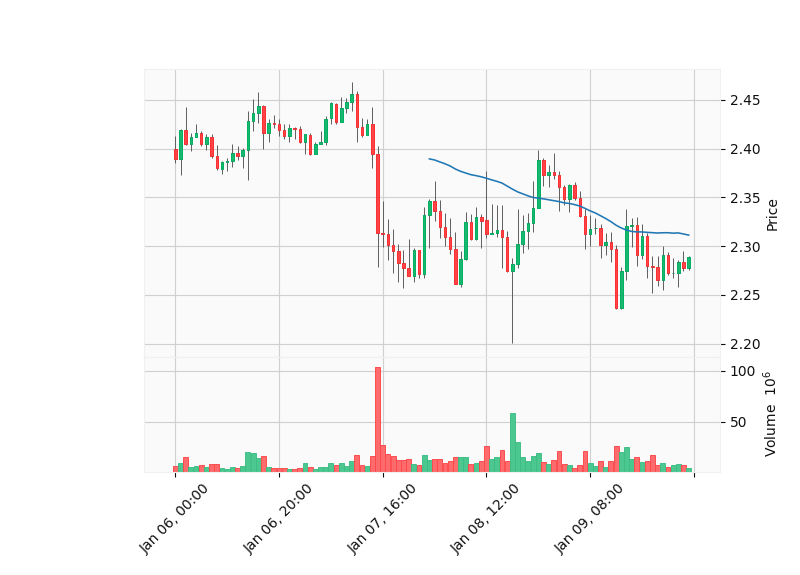 2.45
2.40
2.35
2.30
2.25
2.20
Price
100
50
Volume 10^6
Jan 06, 00:00
Jan 06, 20:00
Jan 07, 16:00
Jan 08, 12:00
Jan 09, 08:00